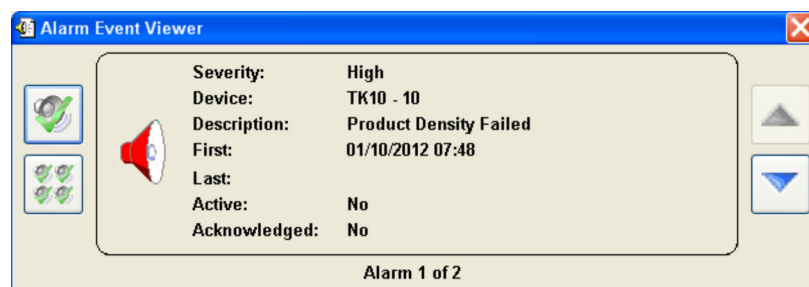 Alarm Event Viewer
Severity: High
Device: TK10 - 10
Description: Product Density Failed
First: 01/10/2012 07:48
Last:
Active: No
Acknowledged: No
Alarm 1 of 2